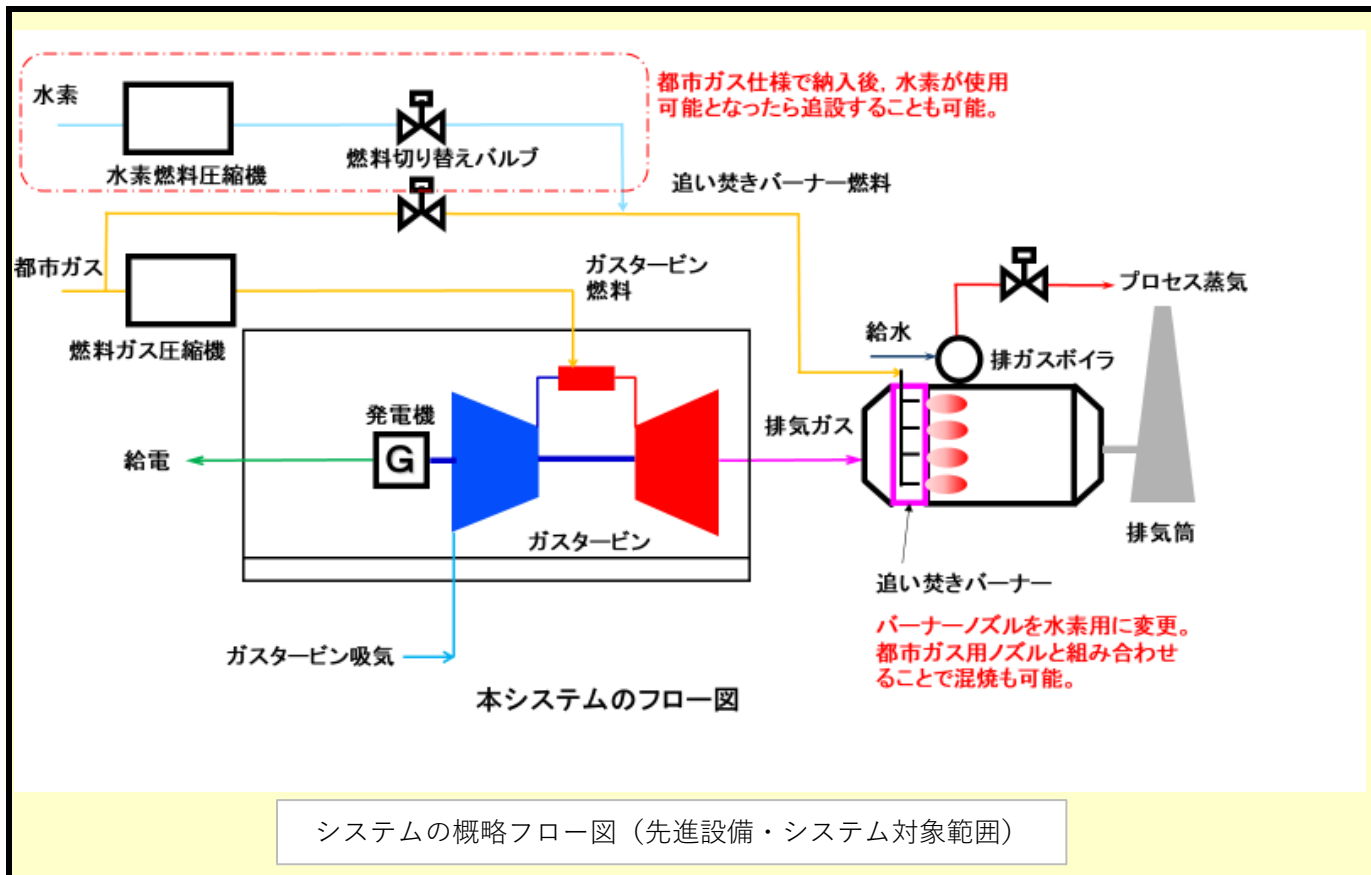 水素
都市ガス仕様で納入後, 水素が使用
可能となったら追設することも可能。
水素燃料圧縮機
燃料切り替えバルブ
追い焚きバーナー燃料
都市ガス
ガスタービン
燃料
プロセス蒸気
燃料ガス圧縮機
給水
排ガスボイラ
発電機
排気ガス
給電
G
ガスタービン
排気筒
追い焚きバーナー
バーナーノズルを水素用に変更。
都市ガス用ノズルと組み合わせ
ることで混焼も可能。
ガスタービン吸気
本システムのフロー図
システムの概略フロー図（先進設備・システム対象範囲）